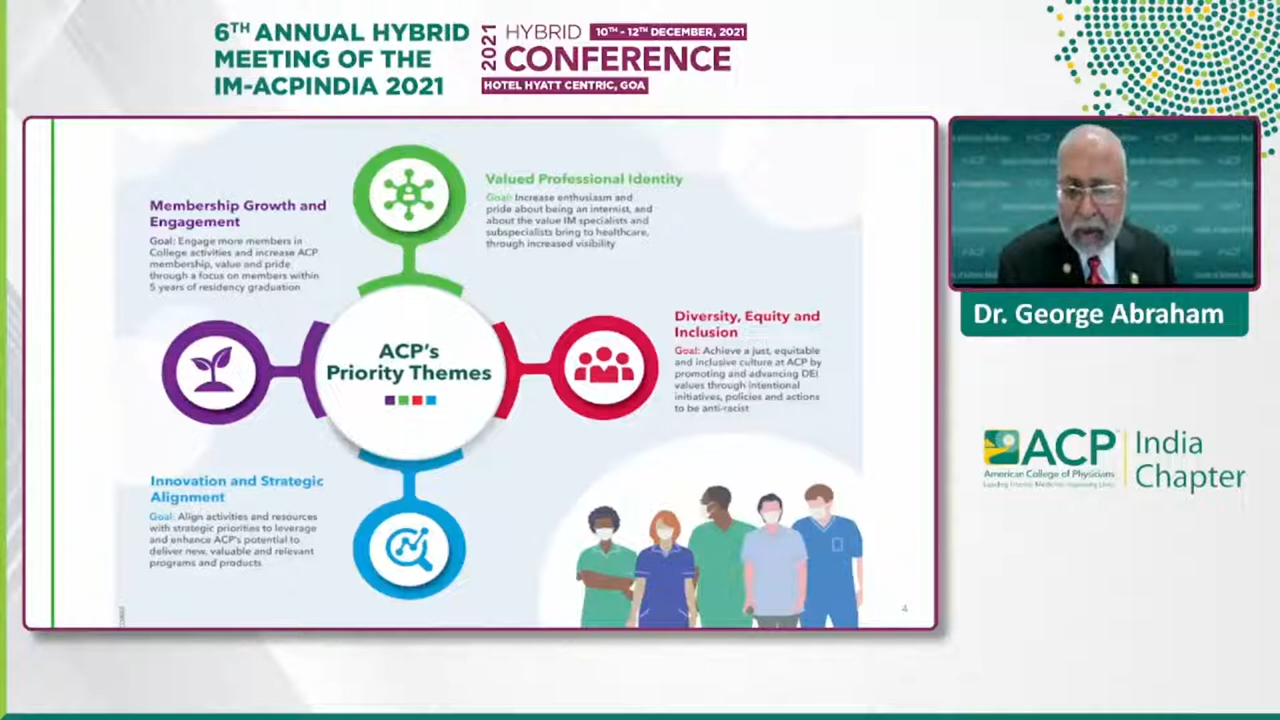 6TH ANNUAL HYBRID
MEETING OF THE
IM-ACPINDIA 2021
2021
HYBRID
10TH - 12TH DECEMBER, 2021
CONFERENCE
HOTEL HYATT CENTRIC, GOA
Membership Growth and
Engagement
Goal: Engage more members in
College activities and increase ACP
membership, value and pride
through a focus on members within
5 years of residency graduation
Valued Professional Identity
Goal: Increase enthusiasm and
pride about being an internist, and
about the value IM specialists and
subspecialists bring to healthcare,
through increased visibility
ACP's
Priority Themes
Diversity, Equity and
Inclusion
Goal: Achieve a just, equitable
and inclusive culture at ACP by
promoting and advancing DEI
values through intentional
initiatives, policies and actions
to be anti-racist
Innovation and Strategic
Alignment
Goal: Align activities and resources
with strategic priorities to leverage
and enhance ACP's potential to
deliver new, valuable and relevant
programs and products
4
ACP
Dr. George Abraham
ACP
American College of Physicians
Leading Internal Medicine, Improving Lives
India
Chapter